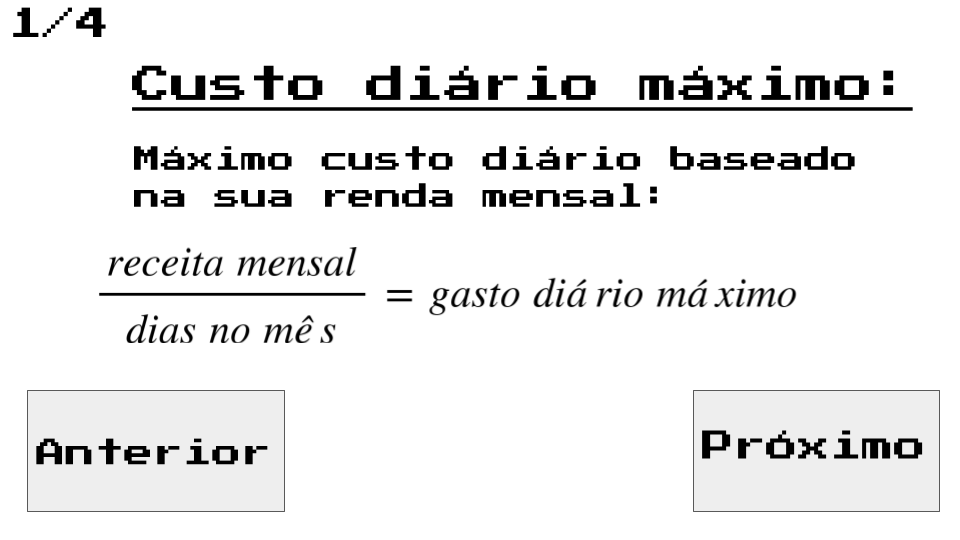 1/4
Custo diário máximo:
Máximo custo diário baseado
na sua renda mensal:
receita mensal
dias no mês
= gasto diário máximo
Anterior
Próximo